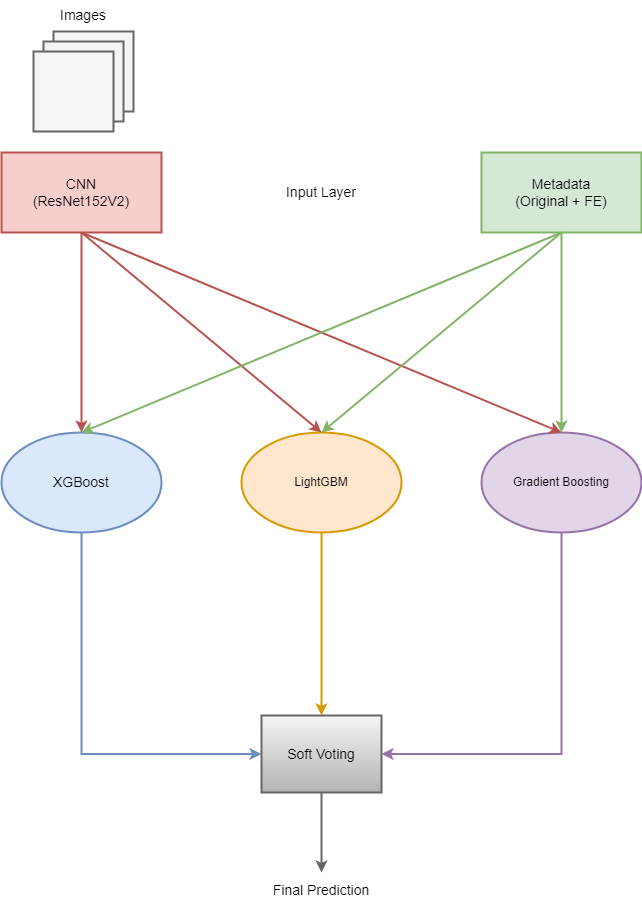 Images
CNN
(ResNet152V2)
Input Layer
Metadata
(Original + FE)
XGBoost
LightGBM
Gradient Boosting
Soft Voting
Final Prediction